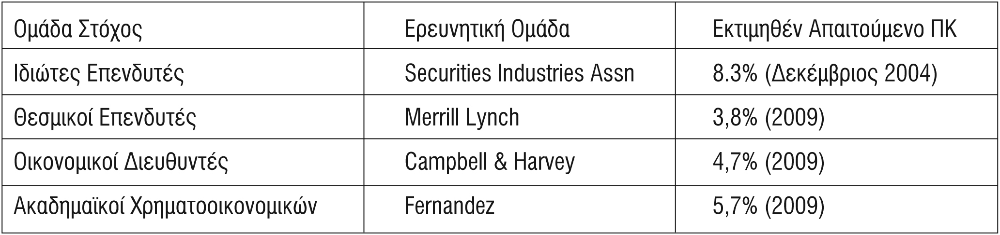 Ομάδα Στόχος Ερευνητική Ομάδα Εκτιμηθέν Απαιτούμενο ΠΚ
Ιδιώτες Επενδυτές Securities Industries Assn 8.3% (Δεκέμβριος 2004)
Θεσμικοί Επενδυτές Merrill Lynch 3,8% (2009)
Οικονομικοί Διευθυντές Campbell & Harvey 4,7% (2009)
Ακαδημαϊκοί Χρηματοοικονομικών Fernandez 5,7% (2009)